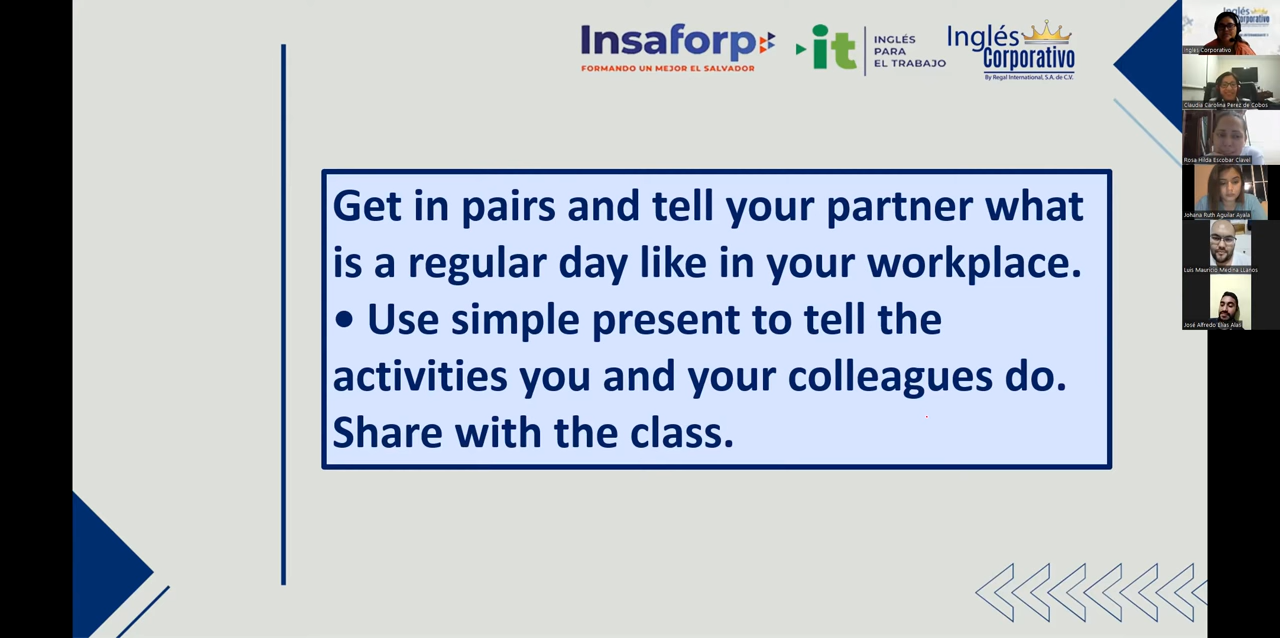 Insaforp
FORMANDO UN MEJOR EL SALVADOR
it
INGLÉS
PARA
EL TRABAJO
Inglés
Corporativo
By Regal International, S.A. de C.V.
Get in pairs and tell your partner what
is a regular day like in your workplace.
• Use simple present to tell the
activities you and your colleagues do.
Share with the class.
Inglés
Corporativo
Inglés Corporativo
Claudia Carolina Perez de Cobos
Rosa Hilda Escobar Clavel
Johana Ruth Aguilar Ayala
Luis Mauricio Medina LLanos
José Alfredo Elías Alas